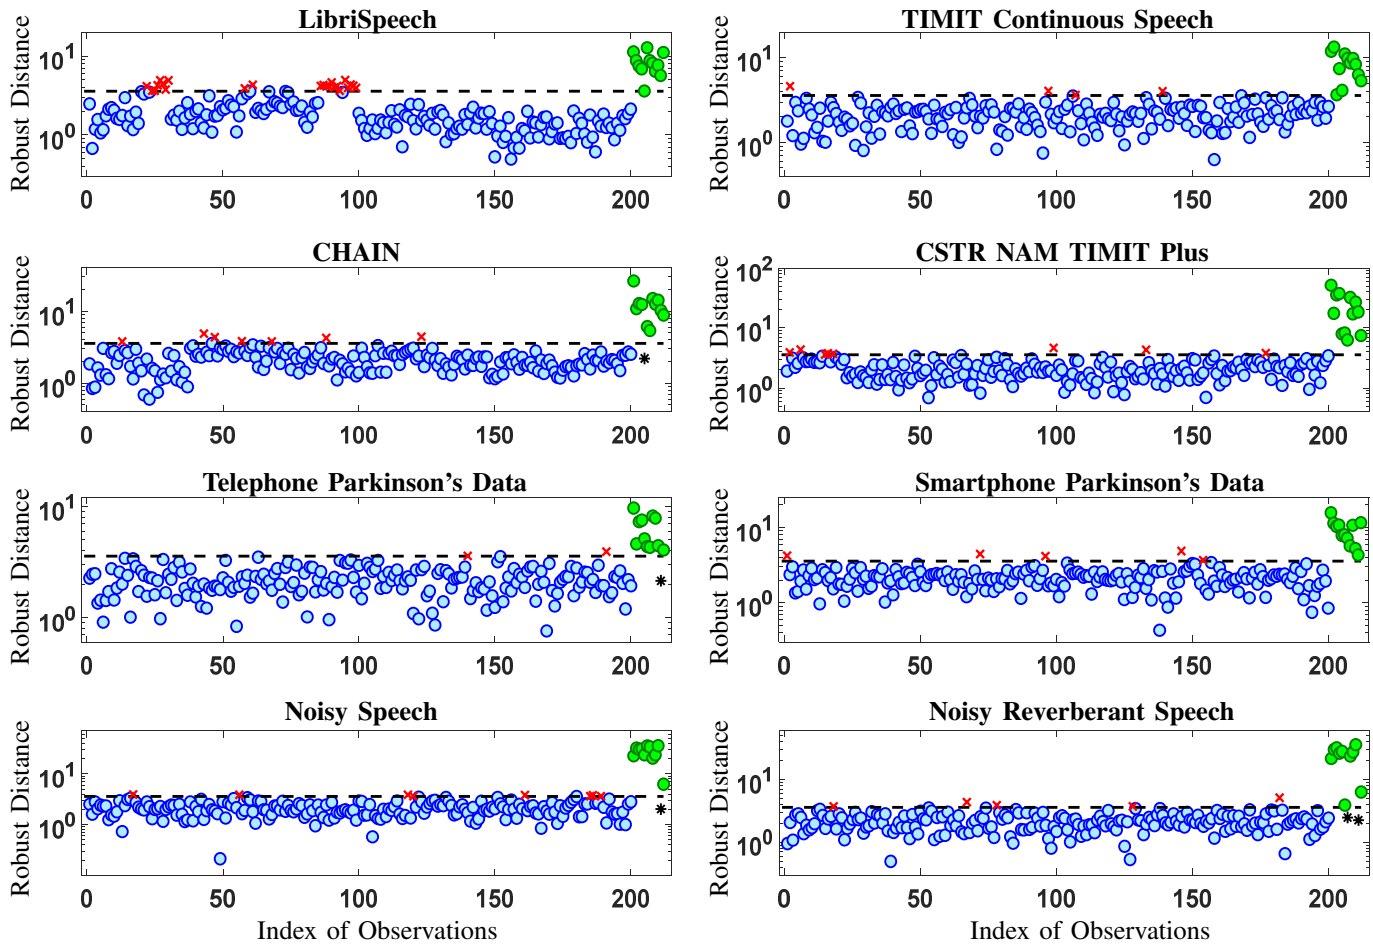 LibriSpeech
Robust Distance
10^1
10^0
0 50 100 150 200
TIMIT Continuous Speech
Robust Distance
10^1
10^0
0 50 100 150 200
CHAIN
Robust Distance
10^1
10^0
0 50 100 150 200
CSTR NAM TIMIT Plus
Robust Distance
10^2
10^1
10^0
0 50 100 150 200
Telephone Parkinson's Data
Robust Distance
10^1
10^0
0 50 100 150 200
Smartphone Parkinson's Data
Robust Distance
10^1
10^0
0 50 100 150 200
Noisy Speech
Robust Distance
10^1
10^0
0 50 100 150 200
Index of Observations
Noisy Reverberant Speech
Robust Distance
10^1
10^0
0 50 100 150 200
Index of Observations